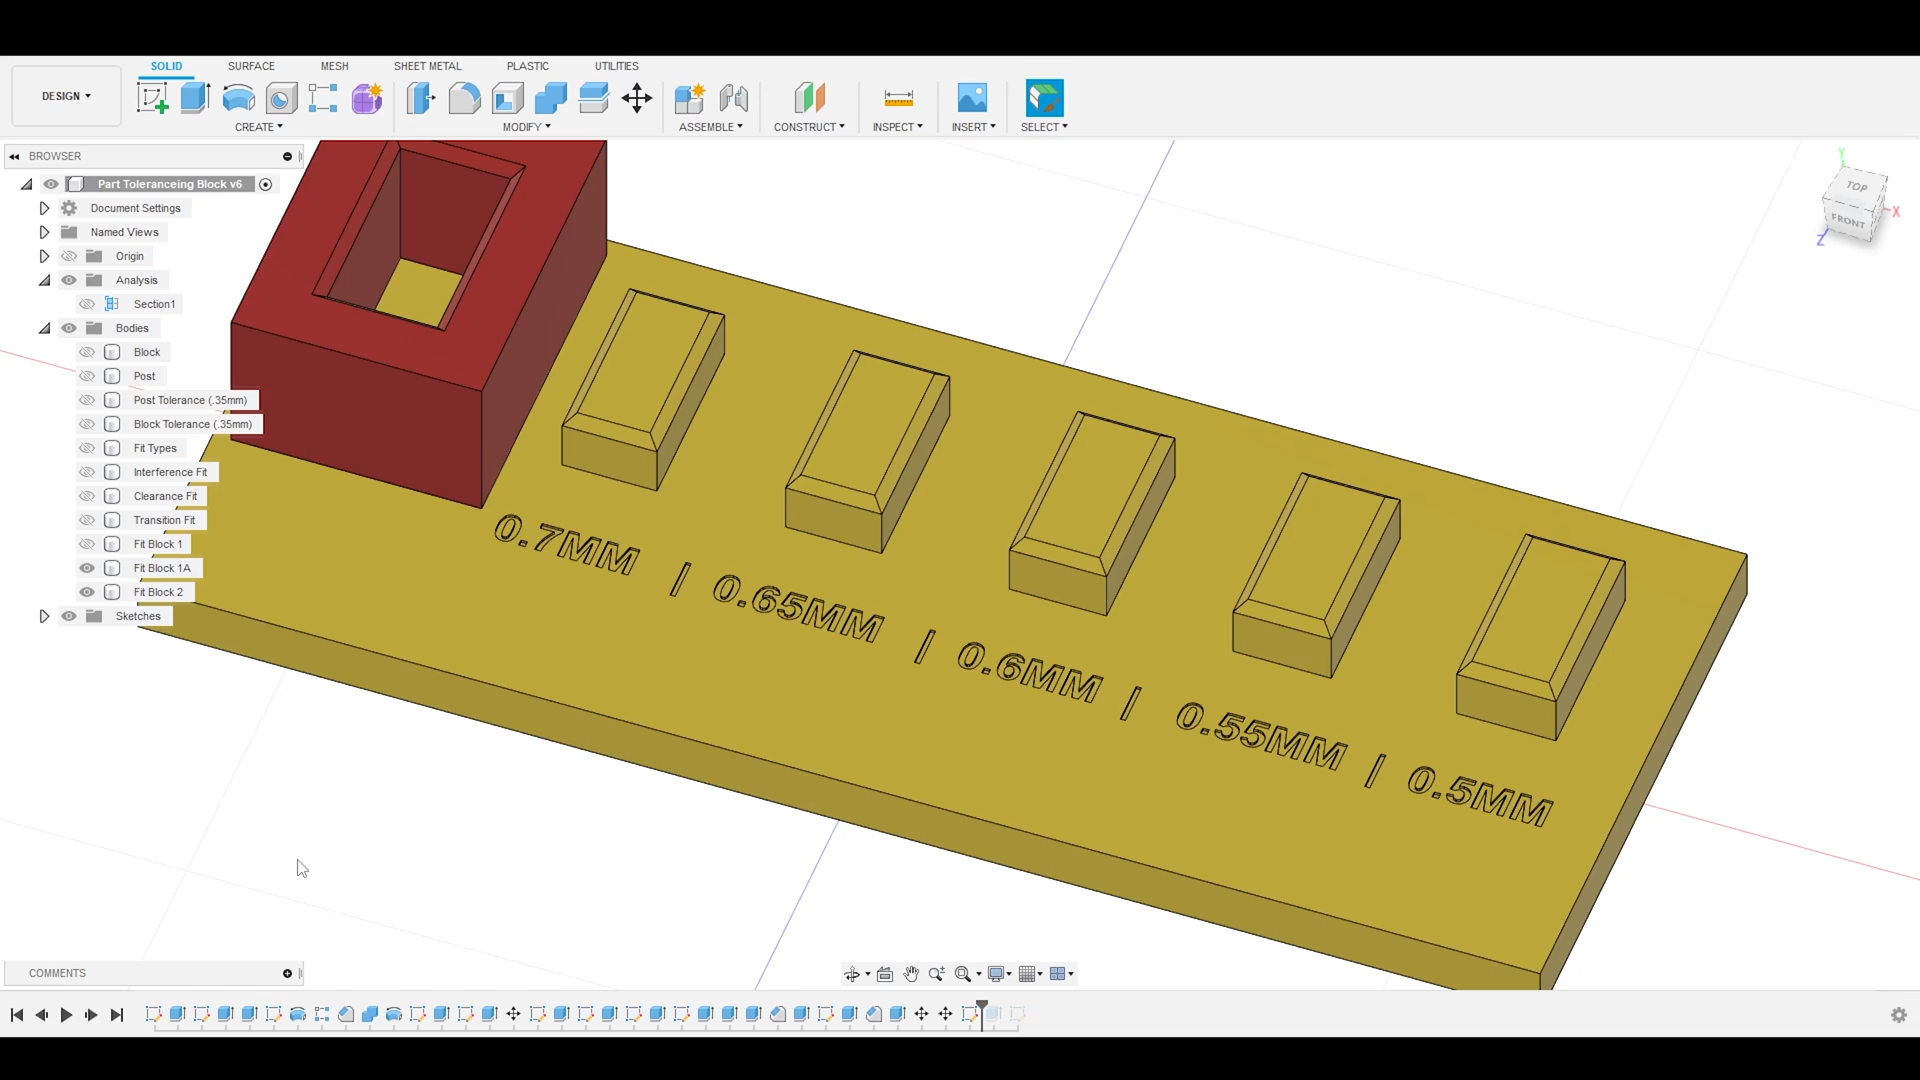 SOLID SURFACE MESH SHEET METAL PLASTIC UTILITIES
DESIGN
CREATE MODIFY ASSEMBLE CONSTRUCT INSPECT INSERT SELECT
BROWSER
Part Toleranceing Block v6
Document Settings
Named Views
Origin
Analysis
Section1
Bodies
Block
Post
Post Tolerance (.35mm)
Block Tolerance (.35mm)
Fit Types
Interference Fit
Clearance Fit
Transition Fit
Fit Block 1
Fit Block 1A
Fit Block 2
Sketches
0.7MM | 0.65MM | 0.6MM | 0.55MM | 0.5MM
Y
TOP
FRONT
X
Z
COMMENTS